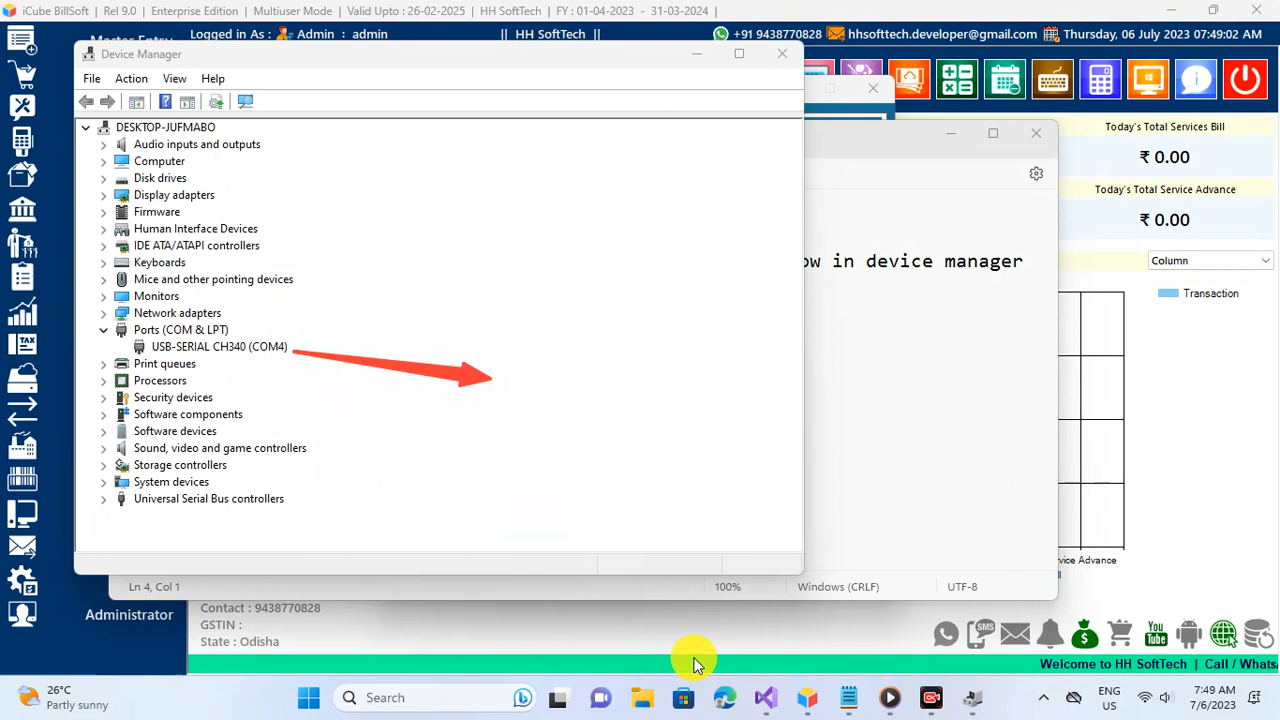 iCube BillSoft | Rel 9.0 | Enterprise Edition | Multiuser Mode | Valid Upto : 26-02-2025 | HH SoftTech | FY : 01-04-2023 - 31-03-2024 |
Logged in As : Admin : admin || HH SoftTech || +91 9438770828 hhsofttech.developer@gmail.com Thursday, 06 July 2023 07:49:02 AM
Device Manager
File Action View Help
DESKTOP-JUFMABO
Audio inputs and outputs
Computer
Disk drives
Display adapters
Firmware
Human Interface Devices
IDE ATA/ATAPI controllers
Keyboards
Mice and other pointing devices
Monitors
Network adapters
Ports (COM & LPT)
USB-SERIAL CH340 (COM4)
Print queues
Processors
Security devices
Software components
Software devices
Sound, video and game controllers
Storage controllers
System devices
Universal Serial Bus controllers
ow in device manager
Today's Total Services Bill
₹ 0.00
Today's Total Service Advance
₹ 0.00
Column
Transaction
vice Advance
TAX
Ln 4, Col 1 100% Windows (CRLF) UTF-8
Administrator
Contact : 9438770828
GSTIN :
State : Odisha
SMS
You
Tube
Welcome to HH SoftTech | Call / Whats
26°C
Partly sunny
Search
ENG
US
7:49 AM
7/6/2023